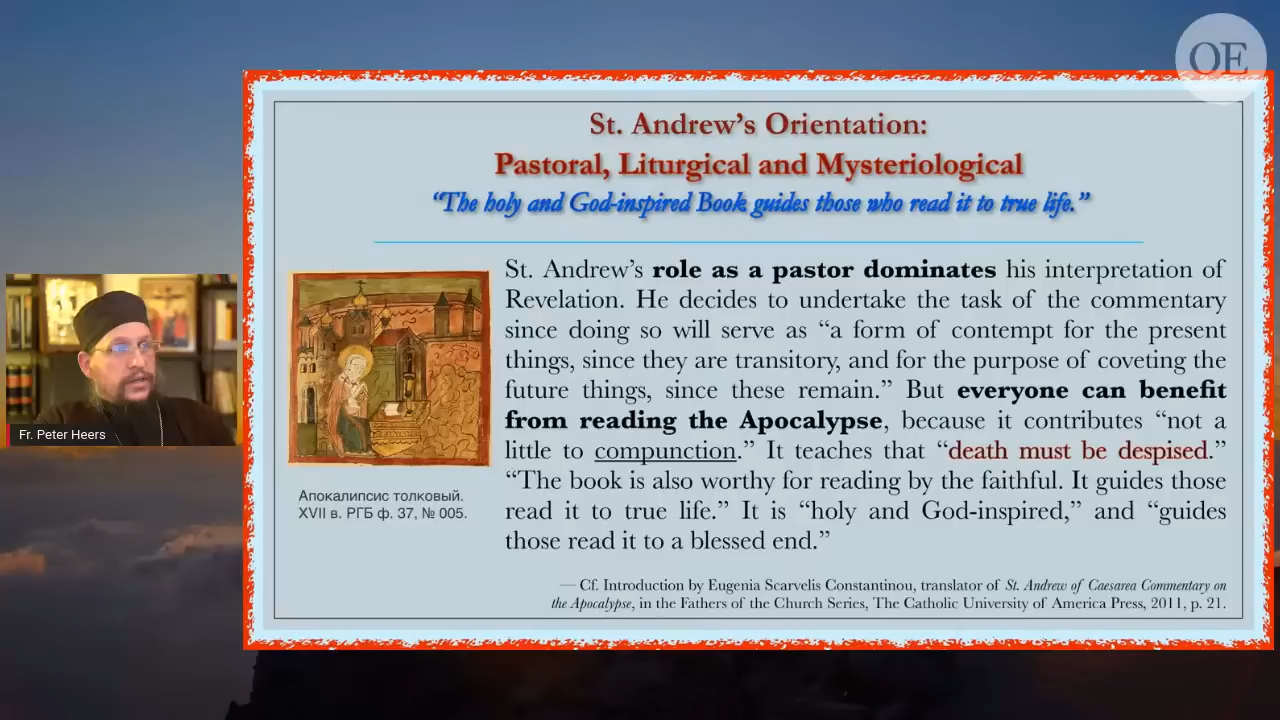 OE
St. Andrew’s Orientation:
Pastoral, Liturgical and Mysteriological
“The holy and God-inspired Book guides those who read it to true life.”
St. Andrew’s role as a pastor dominates his interpretation of
Revelation. He decides to undertake the task of the commentary
since doing so will serve as “a form of contempt for the present
things, since they are transitory, and for the purpose of coveting the
future things, since these remain.” But everyone can benefit
from reading the Apocalypse, because it contributes “not a
little to compunction.” It teaches that “death must be despised.”
“The book is also worthy for reading by the faithful. It guides those
read it to true life.” It is “holy and God-inspired,” and “guides
those read it to a blessed end.”
Апокалипсис толковый.
XVII в. РГБ ф. 37, № 005.
— Cf. Introduction by Eugenia Scarvelis Constantinou, translator of St. Andrew of Caesarea Commentary on
the Apocalypse, in the Fathers of the Church Series, The Catholic University of America Press, 2011, p. 21.
Fr. Peter Heers